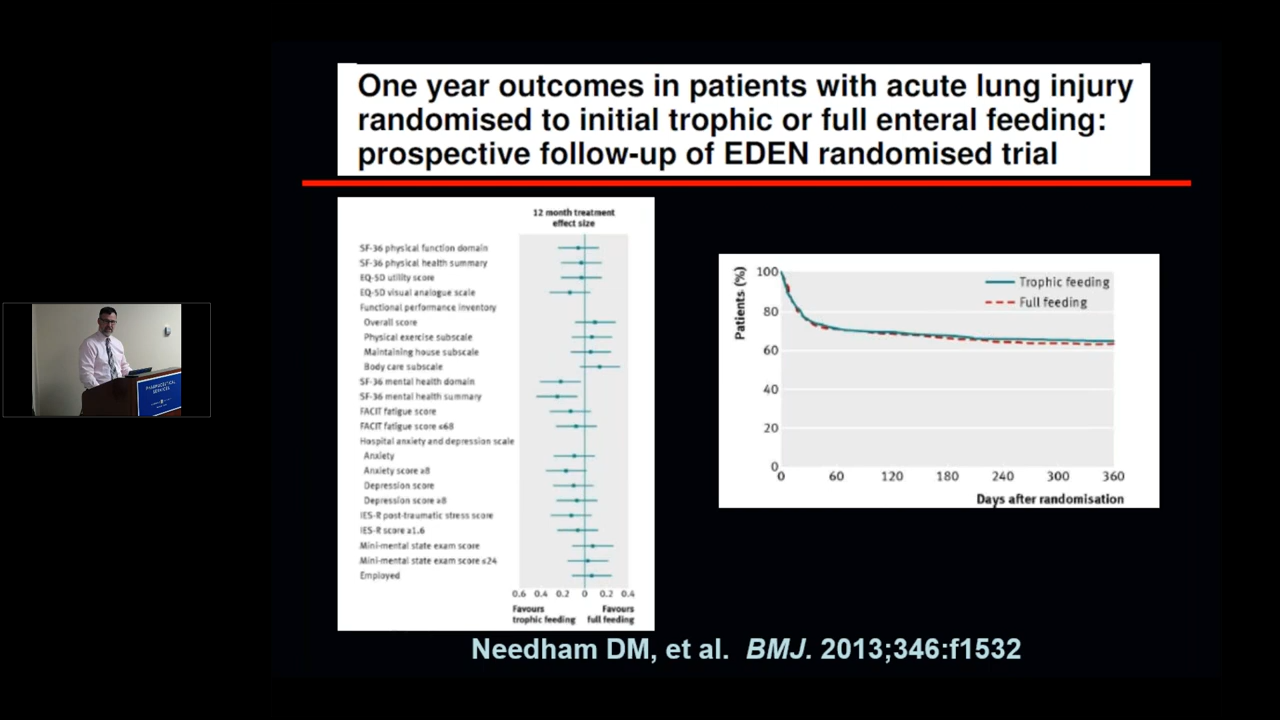 One year outcomes in patients with acute lung injury
randomised to initial trophic or full enteral feeding:
prospective follow-up of EDEN randomised trial
12 month treatment
effect size
SF-36 physical function domain
SF-36 physical health summary
EQ-5D utility score
EQ-5D visual analogue scale
Functional performance inventory
Overall score
Physical exercise subscale
Maintaining house subscale
Body care subscale
SF-36 mental health domain
SF-36 mental health summary
FACIT fatigue score
FACIT fatigue score ≤68
Hospital anxiety and depression scale
Anxiety
Anxiety score ≥8
Depression score
Depression score ≥8
IES-R post-traumatic stress score
IES-R score ≥1.6
Mini-mental state exam score
Mini-mental state exam score ≤24
Employed
0.6 0.4 0.2 0 0.2 0.4
Favours Favours
trophic feeding full feeding
Patients (%)
100
80
60
40
20
0
Trophic feeding
Full feeding
0 60 120 180 240 300 360
Days after randomisation
PHARMACEUTICAL
SERVICES
Needham DM, et al. BMJ. 2013;346:f1532